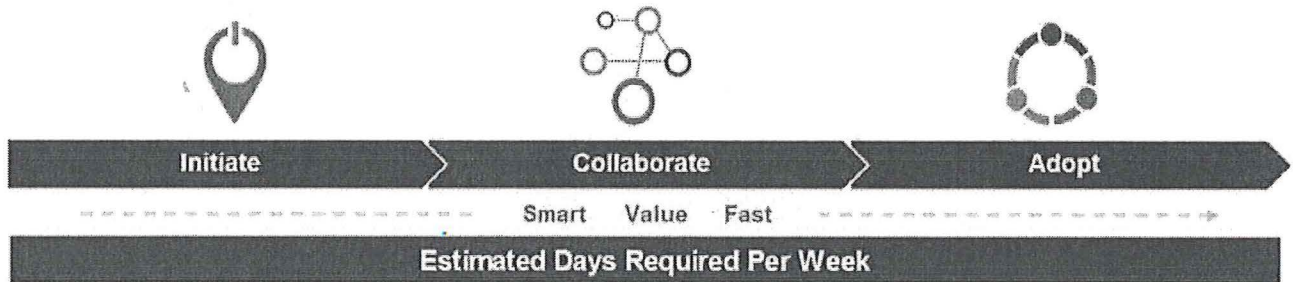 Initiate Collaborate Adopt
Smart Value Fast
Estimated Days Required Per Week